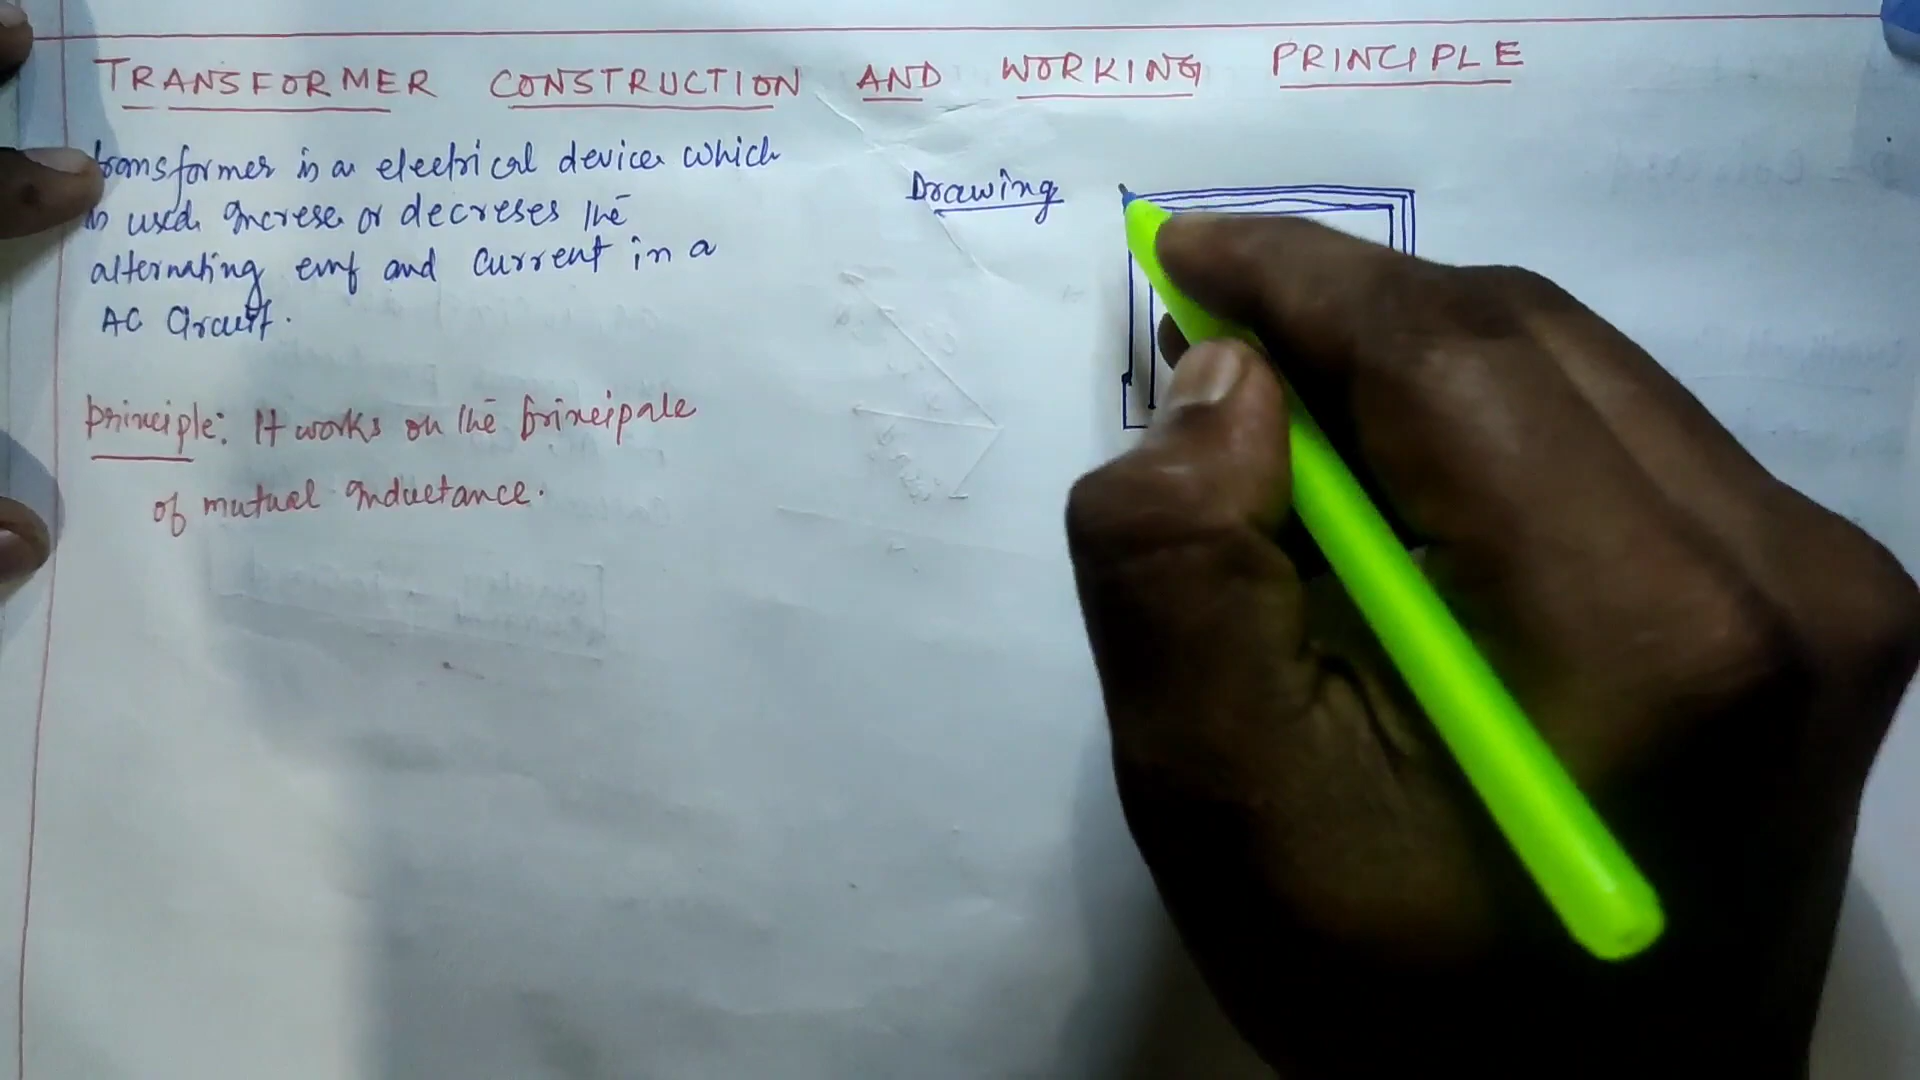 TRANSFORMER CONSTRUCTION AND WORKING PRINCIPLE
transformer is a electrical device which
is used increse or decreses the
alternating emf and current in a
AC Circuit.
Drawing
principle: It works on the principale
of mutual inductance.